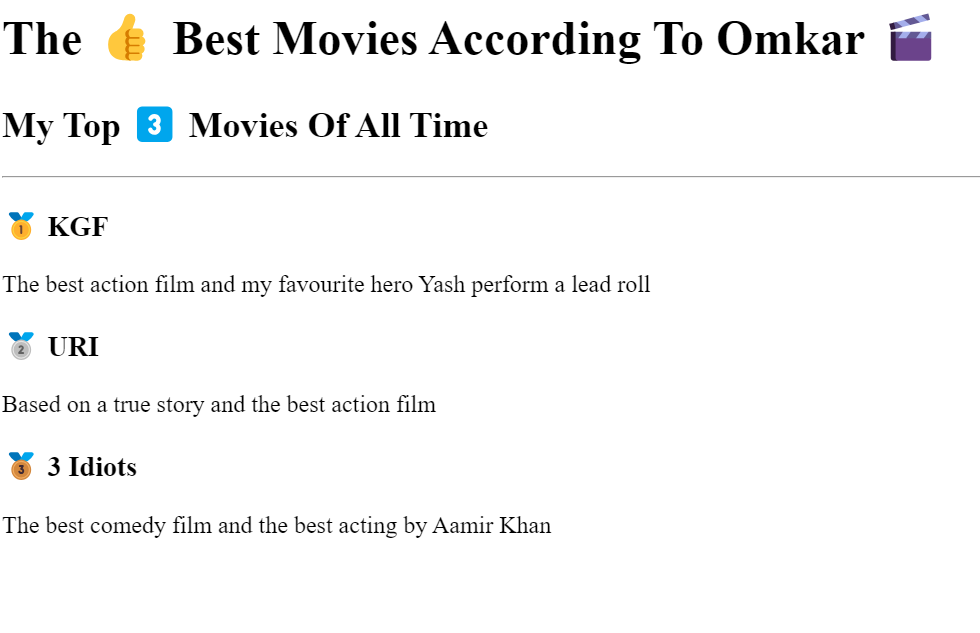 The 👍 Best Movies According To Omkar 🎬
My Top 3️⃣ Movies Of All Time
🥇 KGF
The best action film and my favourite hero Yash perform a lead roll
🥈 URI
Based on a true story and the best action film
🥉 3 Idiots
The best comedy film and the best acting by Aamir Khan